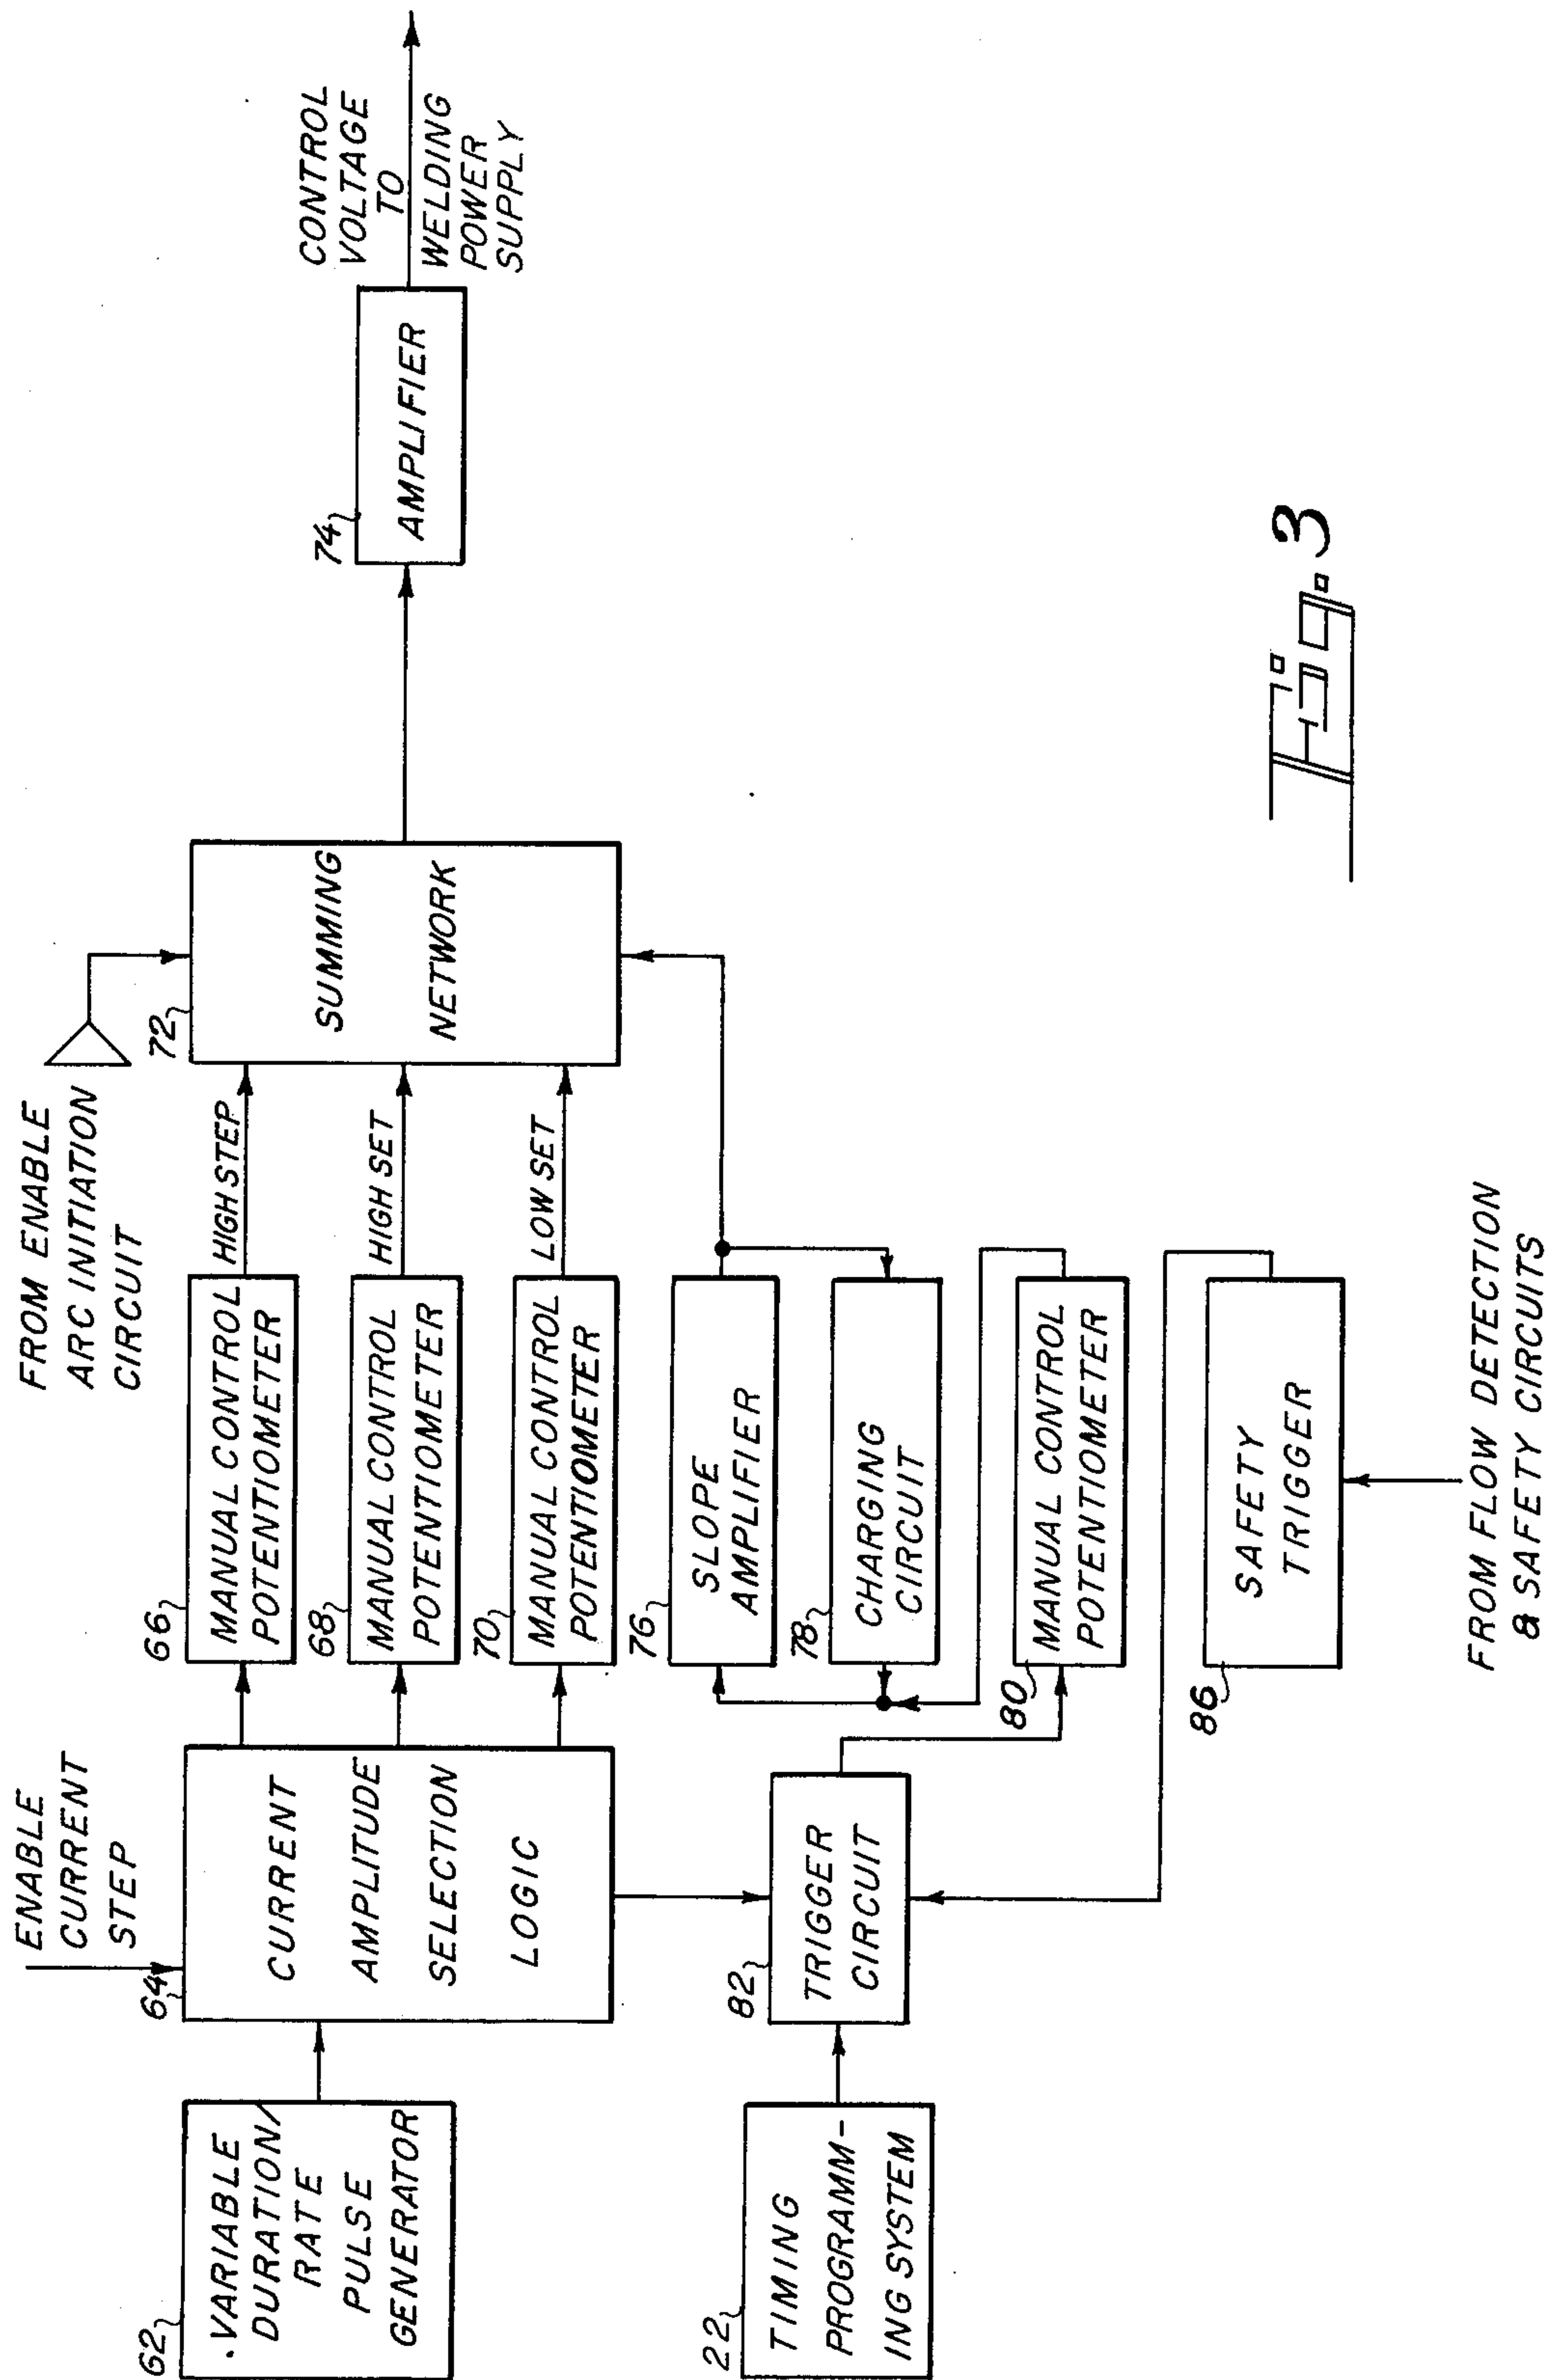 ENABLE
CURRENT
STEP
FROM ENABLE
ARC INITIATION
CIRCUIT
62
VARIABLE
DURATION/
RATE
PULSE
GENERATOR
64
CURRENT
AMPLITUDE
SELECTION
LOGIC
66
MANUAL CONTROL
POTENTIOMETER
HIGH STEP
68
MANUAL CONTROL
POTENTIOMETER
HIGH SET
70
MANUAL CONTROL
POTENTIOMETER
LOW SET
72
SUMMING
NETWORK
74
AMPLIFIER
CONTROL
VOLTAGE
TO
WELDING
POWER
SUPPLY
76
SLOPE
AMPLIFIER
78
CHARGING
CIRCUIT
22
TIMING
PROGRAMM-
ING SYSTEM
82
TRIGGER
CIRCUIT
80
MANUAL CONTROL
POTENTIOMETER
86
SAFETY
TRIGGER
FROM FLOW DETECTION
& SAFETY CIRCUITS
Fig. 3